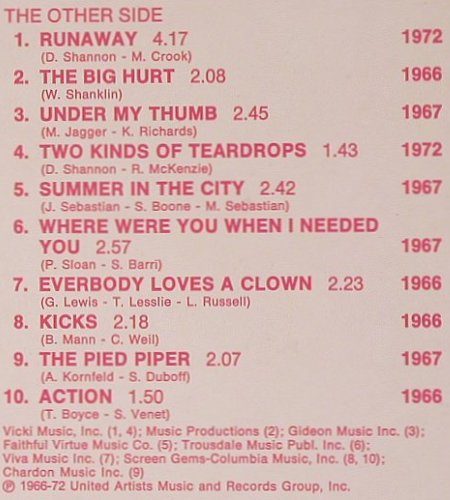 THE OTHER SIDE
1. RUNAWAY 4.17 1972
(D. Shannon - M. Crook)
2. THE BIG HURT 2.08 1966
(W. Shanklin)
3. UNDER MY THUMB 2.45 1967
(M. Jagger - K. Richards)
4. TWO KINDS OF TEARDROPS 1.43 1972
(D. Shannon - R. McKenzie)
5. SUMMER IN THE CITY 2.42 1967
(J. Sebastian - S. Boone - M. Sebastian)
6. WHERE WERE YOU WHEN I NEEDED
YOU 2.57 1967
(P. Sloan - S. Barri)
7. EVERBODY LOVES A CLOWN 2.23 1966
(G. Lewis - T. Lesslie - L. Russell)
8. KICKS 2.18 1966
(B. Mann - C. Weil)
9. THE PIED PIPER 2.07 1967
(A. Kornfeld - S. Duboff)
10. ACTION 1.50 1966
(T. Boyce - S. Venet)
Vicki Music, Inc. (1, 4); Music Productions (2); Gideon Music Inc. (3);
Faithful Virtue Music Co. (5); Trousdale Music Publ. Inc. (6);
Viva Music Inc. (7); Screen Gems-Columbia Music, Inc. (8, 10);
Chardon Music Inc. (9)
℗ 1966-72 United Artists Music and Records Group, Inc.